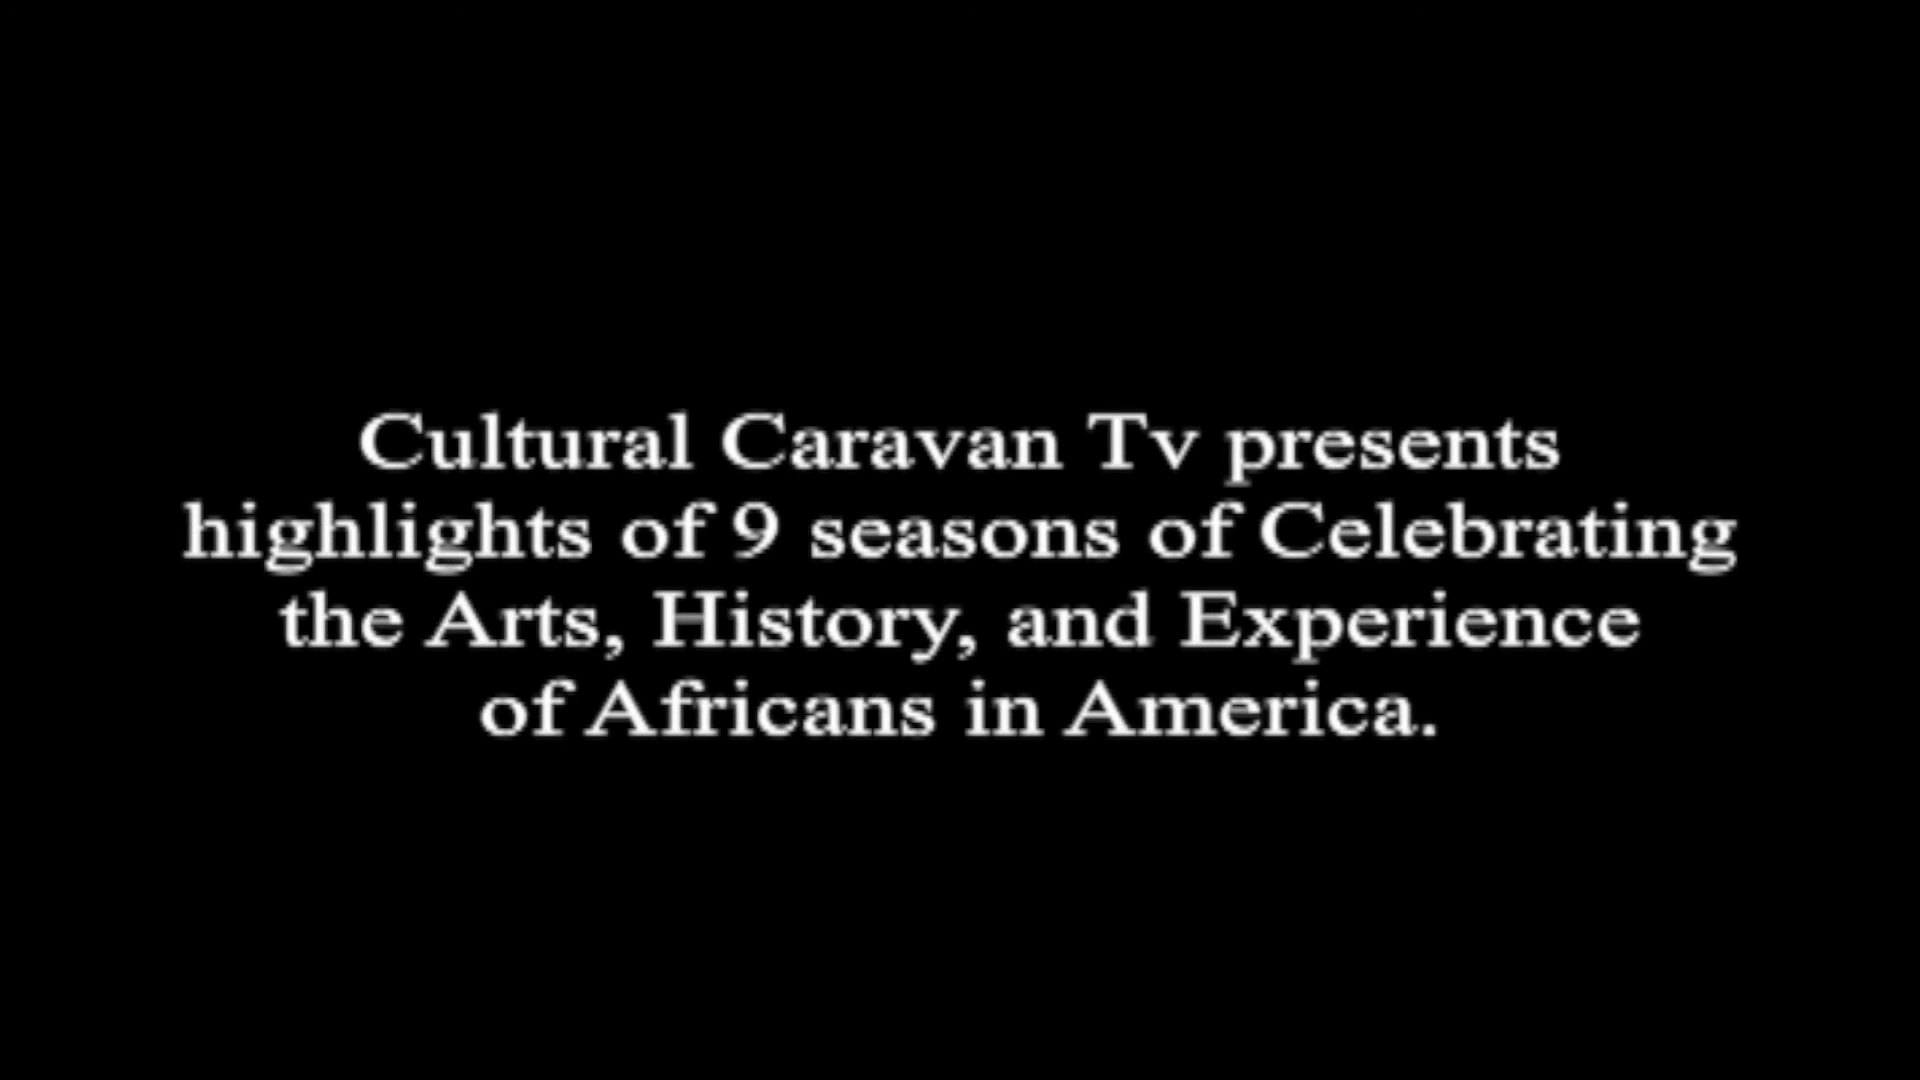 Cultural Caravan Tv presents
highlights of 9 seasons of Celebrating
the Arts, History, and Experience
of Africans in America.